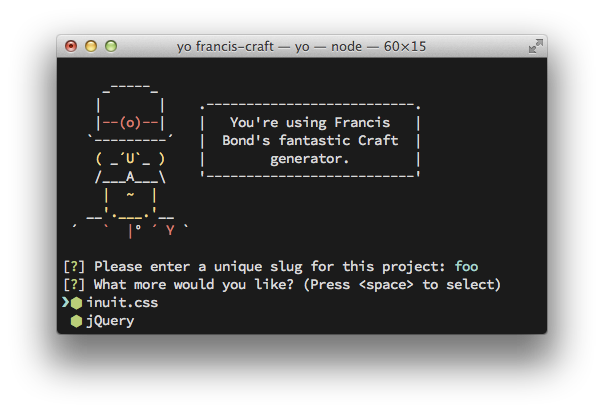 yo francis-craft — yo — node — 60×15
You're using Francis
Bond's fantastic Craft
generator.
[?] Please enter a unique slug for this project: foo
[?] What more would you like? (Press <space> to select)
❯⬢ inuit.css
⬢ jQuery